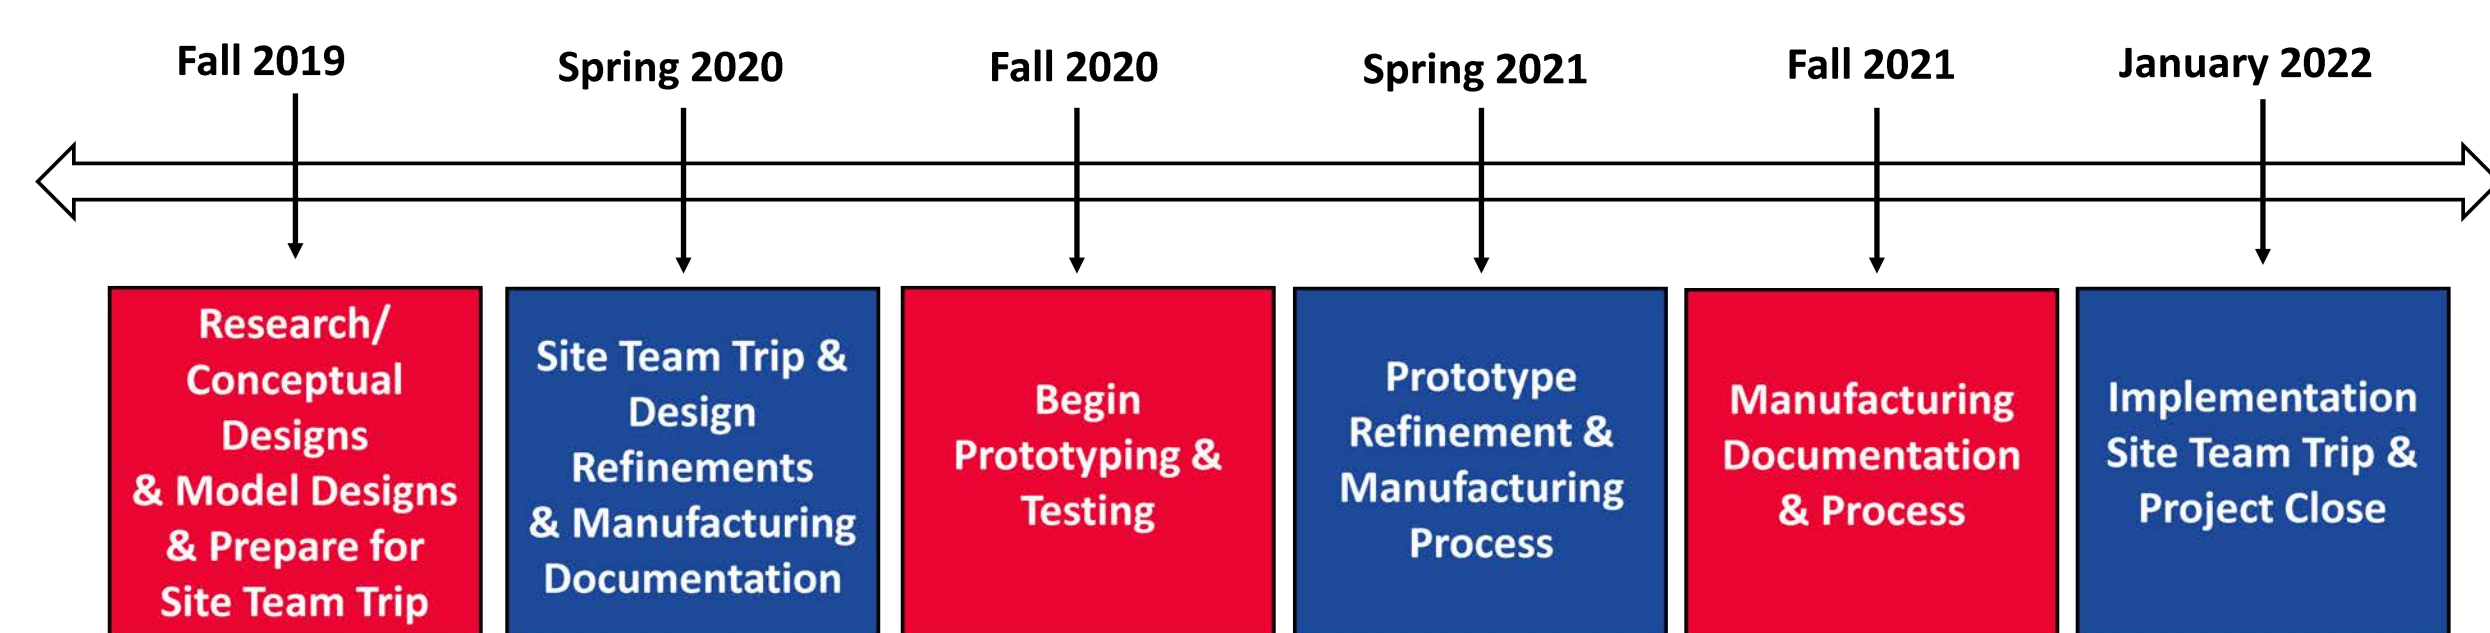 Fall 2019
Spring 2020
Fall 2020
Spring 2021
Fall 2021
January 2022
Research/
Conceptual
Designs
& Model Designs
& Prepare for
Site Team Trip
Site Team Trip &
Design
Refinements
& Manufacturing
Documentation
Begin
Prototyping &
Testing
Prototype
Refinement &
Manufacturing
Process
Manufacturing
Documentation
& Process
Implementation
Site Team Trip &
Project Close